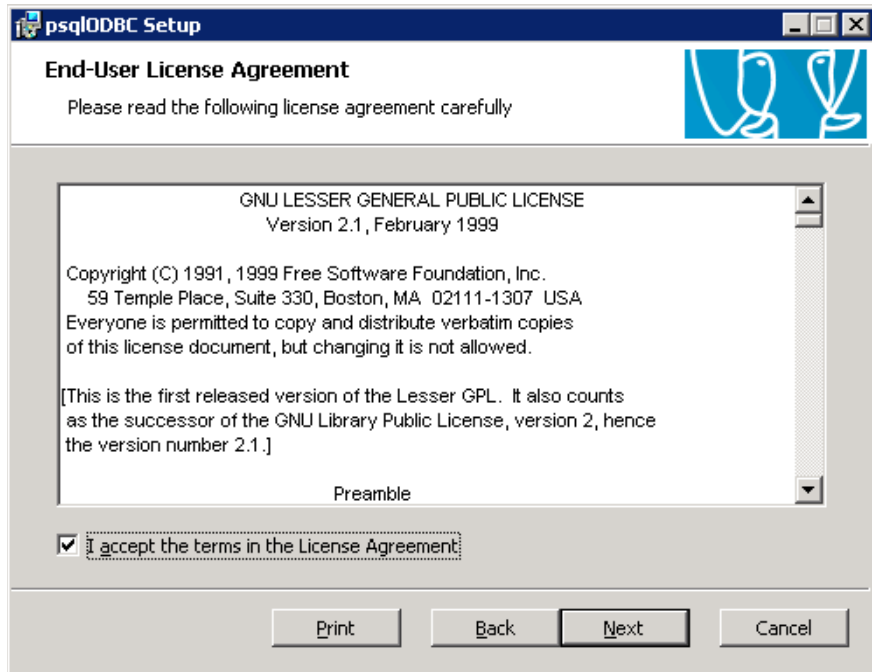 psqlODBC Setup
End-User License Agreement
Please read the following license agreement carefully
GNU LESSER GENERAL PUBLIC LICENSE
Version 2.1, February 1999
Copyright (C) 1991, 1999 Free Software Foundation, Inc.
59 Temple Place, Suite 330, Boston, MA  02111-1307  USA
Everyone is permitted to copy and distribute verbatim copies
of this license document, but changing it is not allowed.
[This is the first released version of the Lesser GPL.  It also counts
as the successor of the GNU Library Public License, version 2, hence
the version number 2.1.]
Preamble
I accept the terms in the License Agreement
Print
Back
Next
Cancel